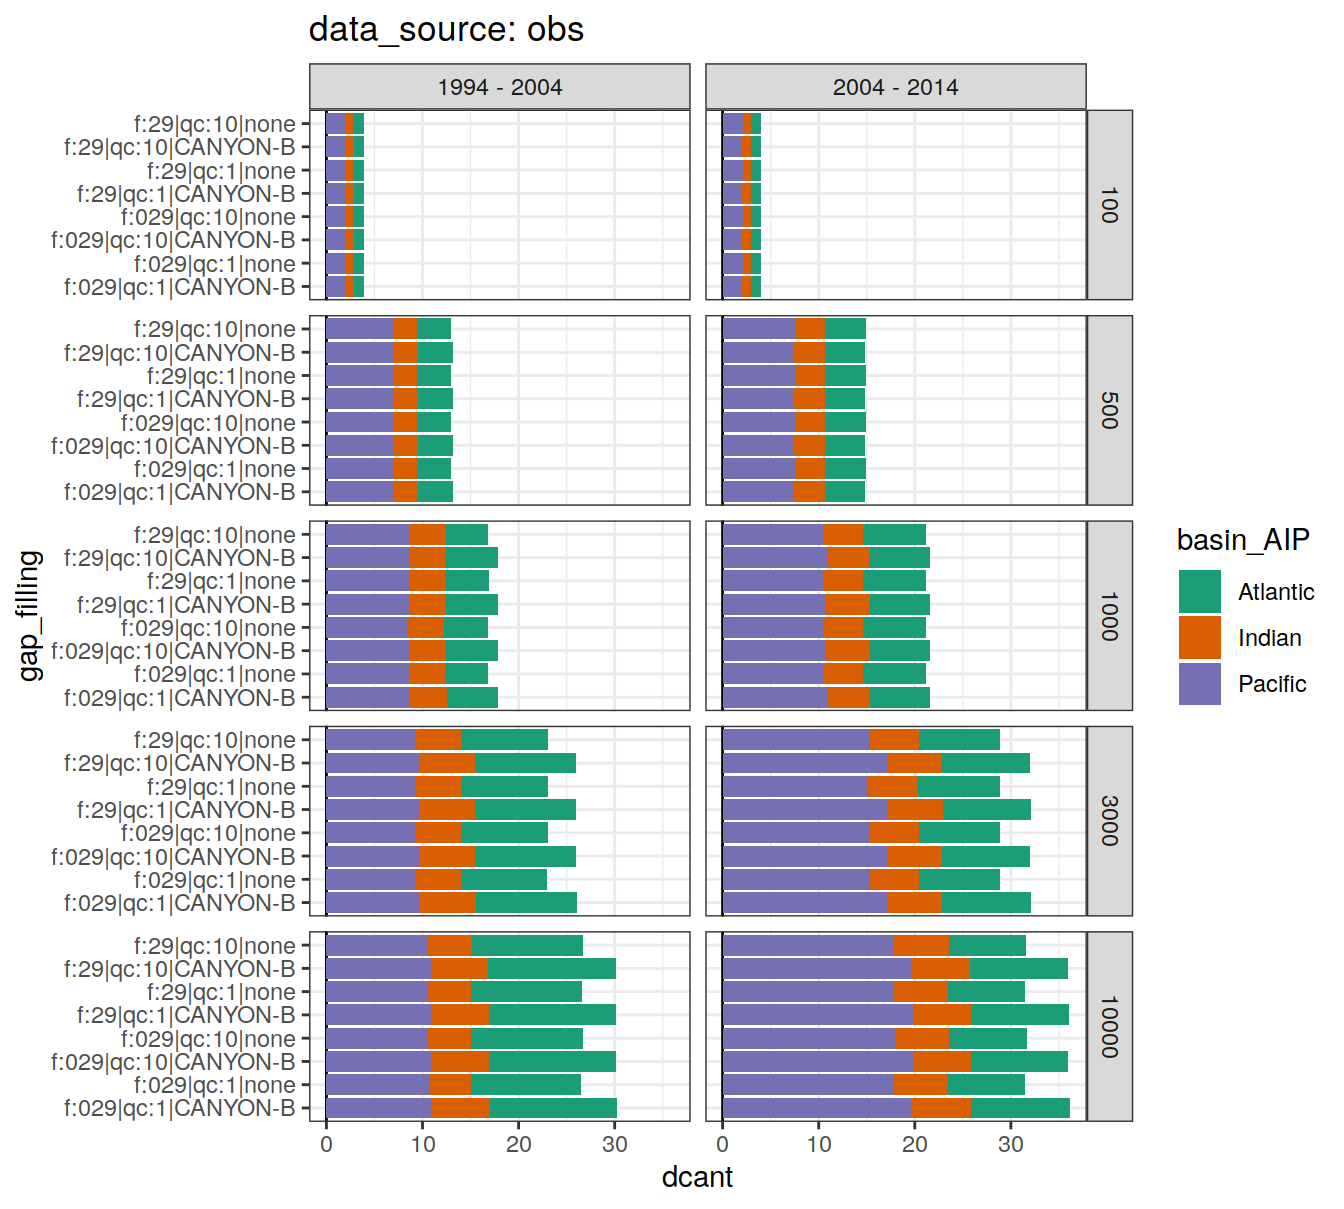 data_source: obs
1994 - 2004
2004 - 2014
f:29|qc:10|none
f:29|qc:10|CANYON-B
f:29|qc:1|none
f:29|qc:1|CANYON-B
f:029|qc:10|none
f:029|qc:10|CANYON-B
f:029|qc:1|none
f:029|qc:1|CANYON-B
100
f:29|qc:10|none
f:29|qc:10|CANYON-B
f:29|qc:1|none
f:29|qc:1|CANYON-B
f:029|qc:10|none
f:029|qc:10|CANYON-B
f:029|qc:1|none
f:029|qc:1|CANYON-B
500
f:29|qc:10|none
f:29|qc:10|CANYON-B
f:29|qc:1|none
f:29|qc:1|CANYON-B
f:029|qc:10|none
f:029|qc:10|CANYON-B
f:029|qc:1|none
f:029|qc:1|CANYON-B
1000
f:29|qc:10|none
f:29|qc:10|CANYON-B
f:29|qc:1|none
f:29|qc:1|CANYON-B
f:029|qc:10|none
f:029|qc:10|CANYON-B
f:029|qc:1|none
f:029|qc:1|CANYON-B
3000
f:29|qc:10|none
f:29|qc:10|CANYON-B
f:29|qc:1|none
f:29|qc:1|CANYON-B
f:029|qc:10|none
f:029|qc:10|CANYON-B
f:029|qc:1|none
f:029|qc:1|CANYON-B
10000
0 10 20 30
0 10 20 30
dcant
gap_filling
basin_AIP
Atlantic
Indian
Pacific